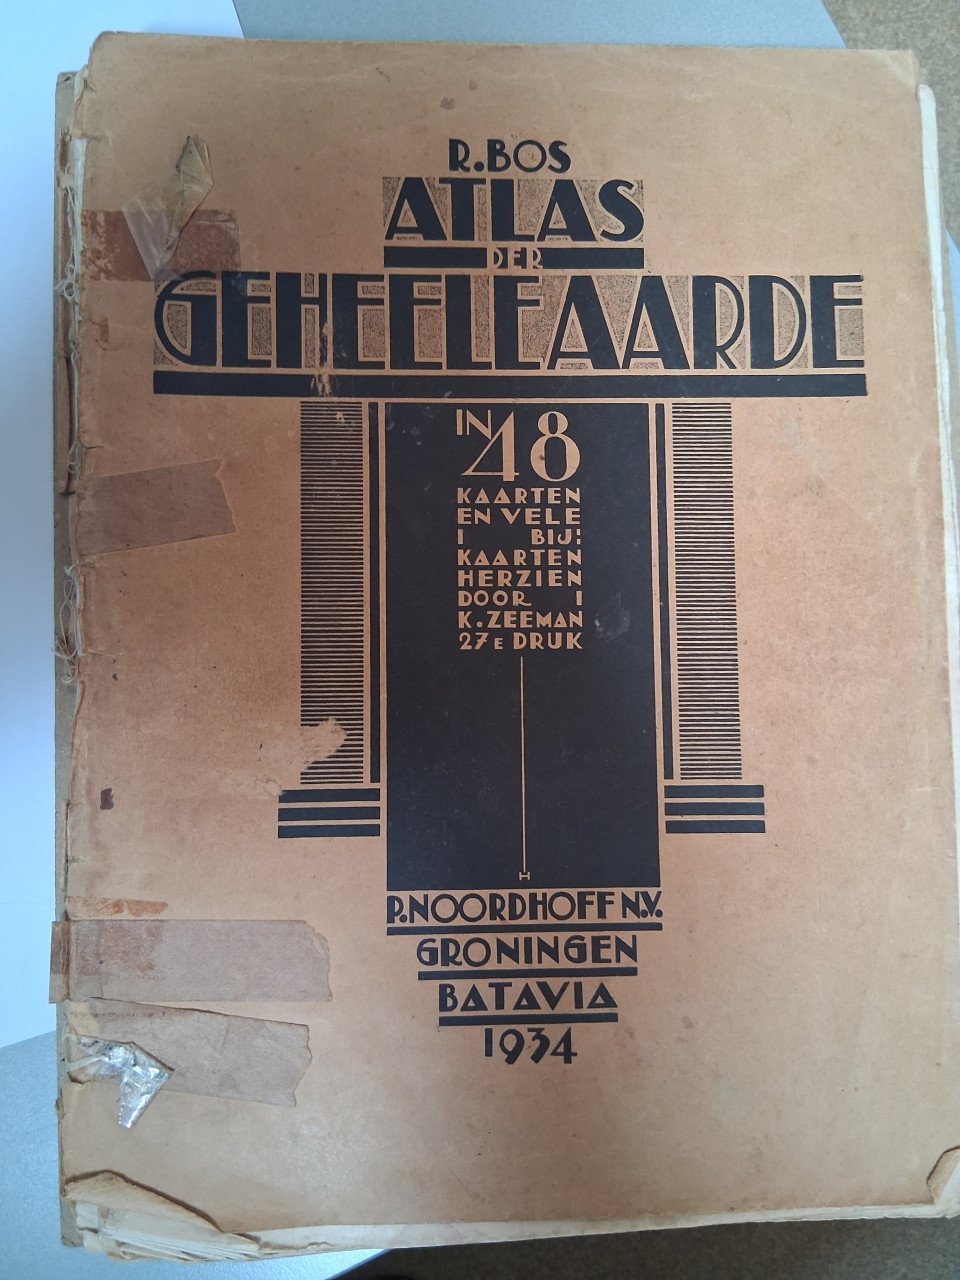 R. BOS
ATLAS
DER
GEHEELE AARDE
IN 48
KAARTEN
EN VELE
BIJ:
KAARTEN
HERZIEN
DOOR
K. ZEEMAN
27E DRUK
H
P. NOORDHOFF N.V.
GRONINGEN
BATAVIA
1934